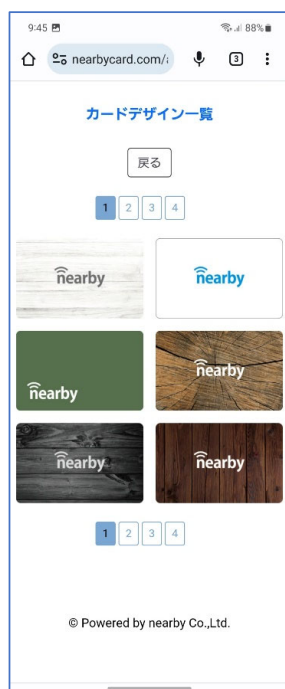 9:45
88%
nearbycard.com/
3
カードデザイン一覧
戻る
1 2 3 4
nearby nearby
nearby nearby
nearby nearby
1 2 3 4
© Powered by nearby Co.,Ltd.